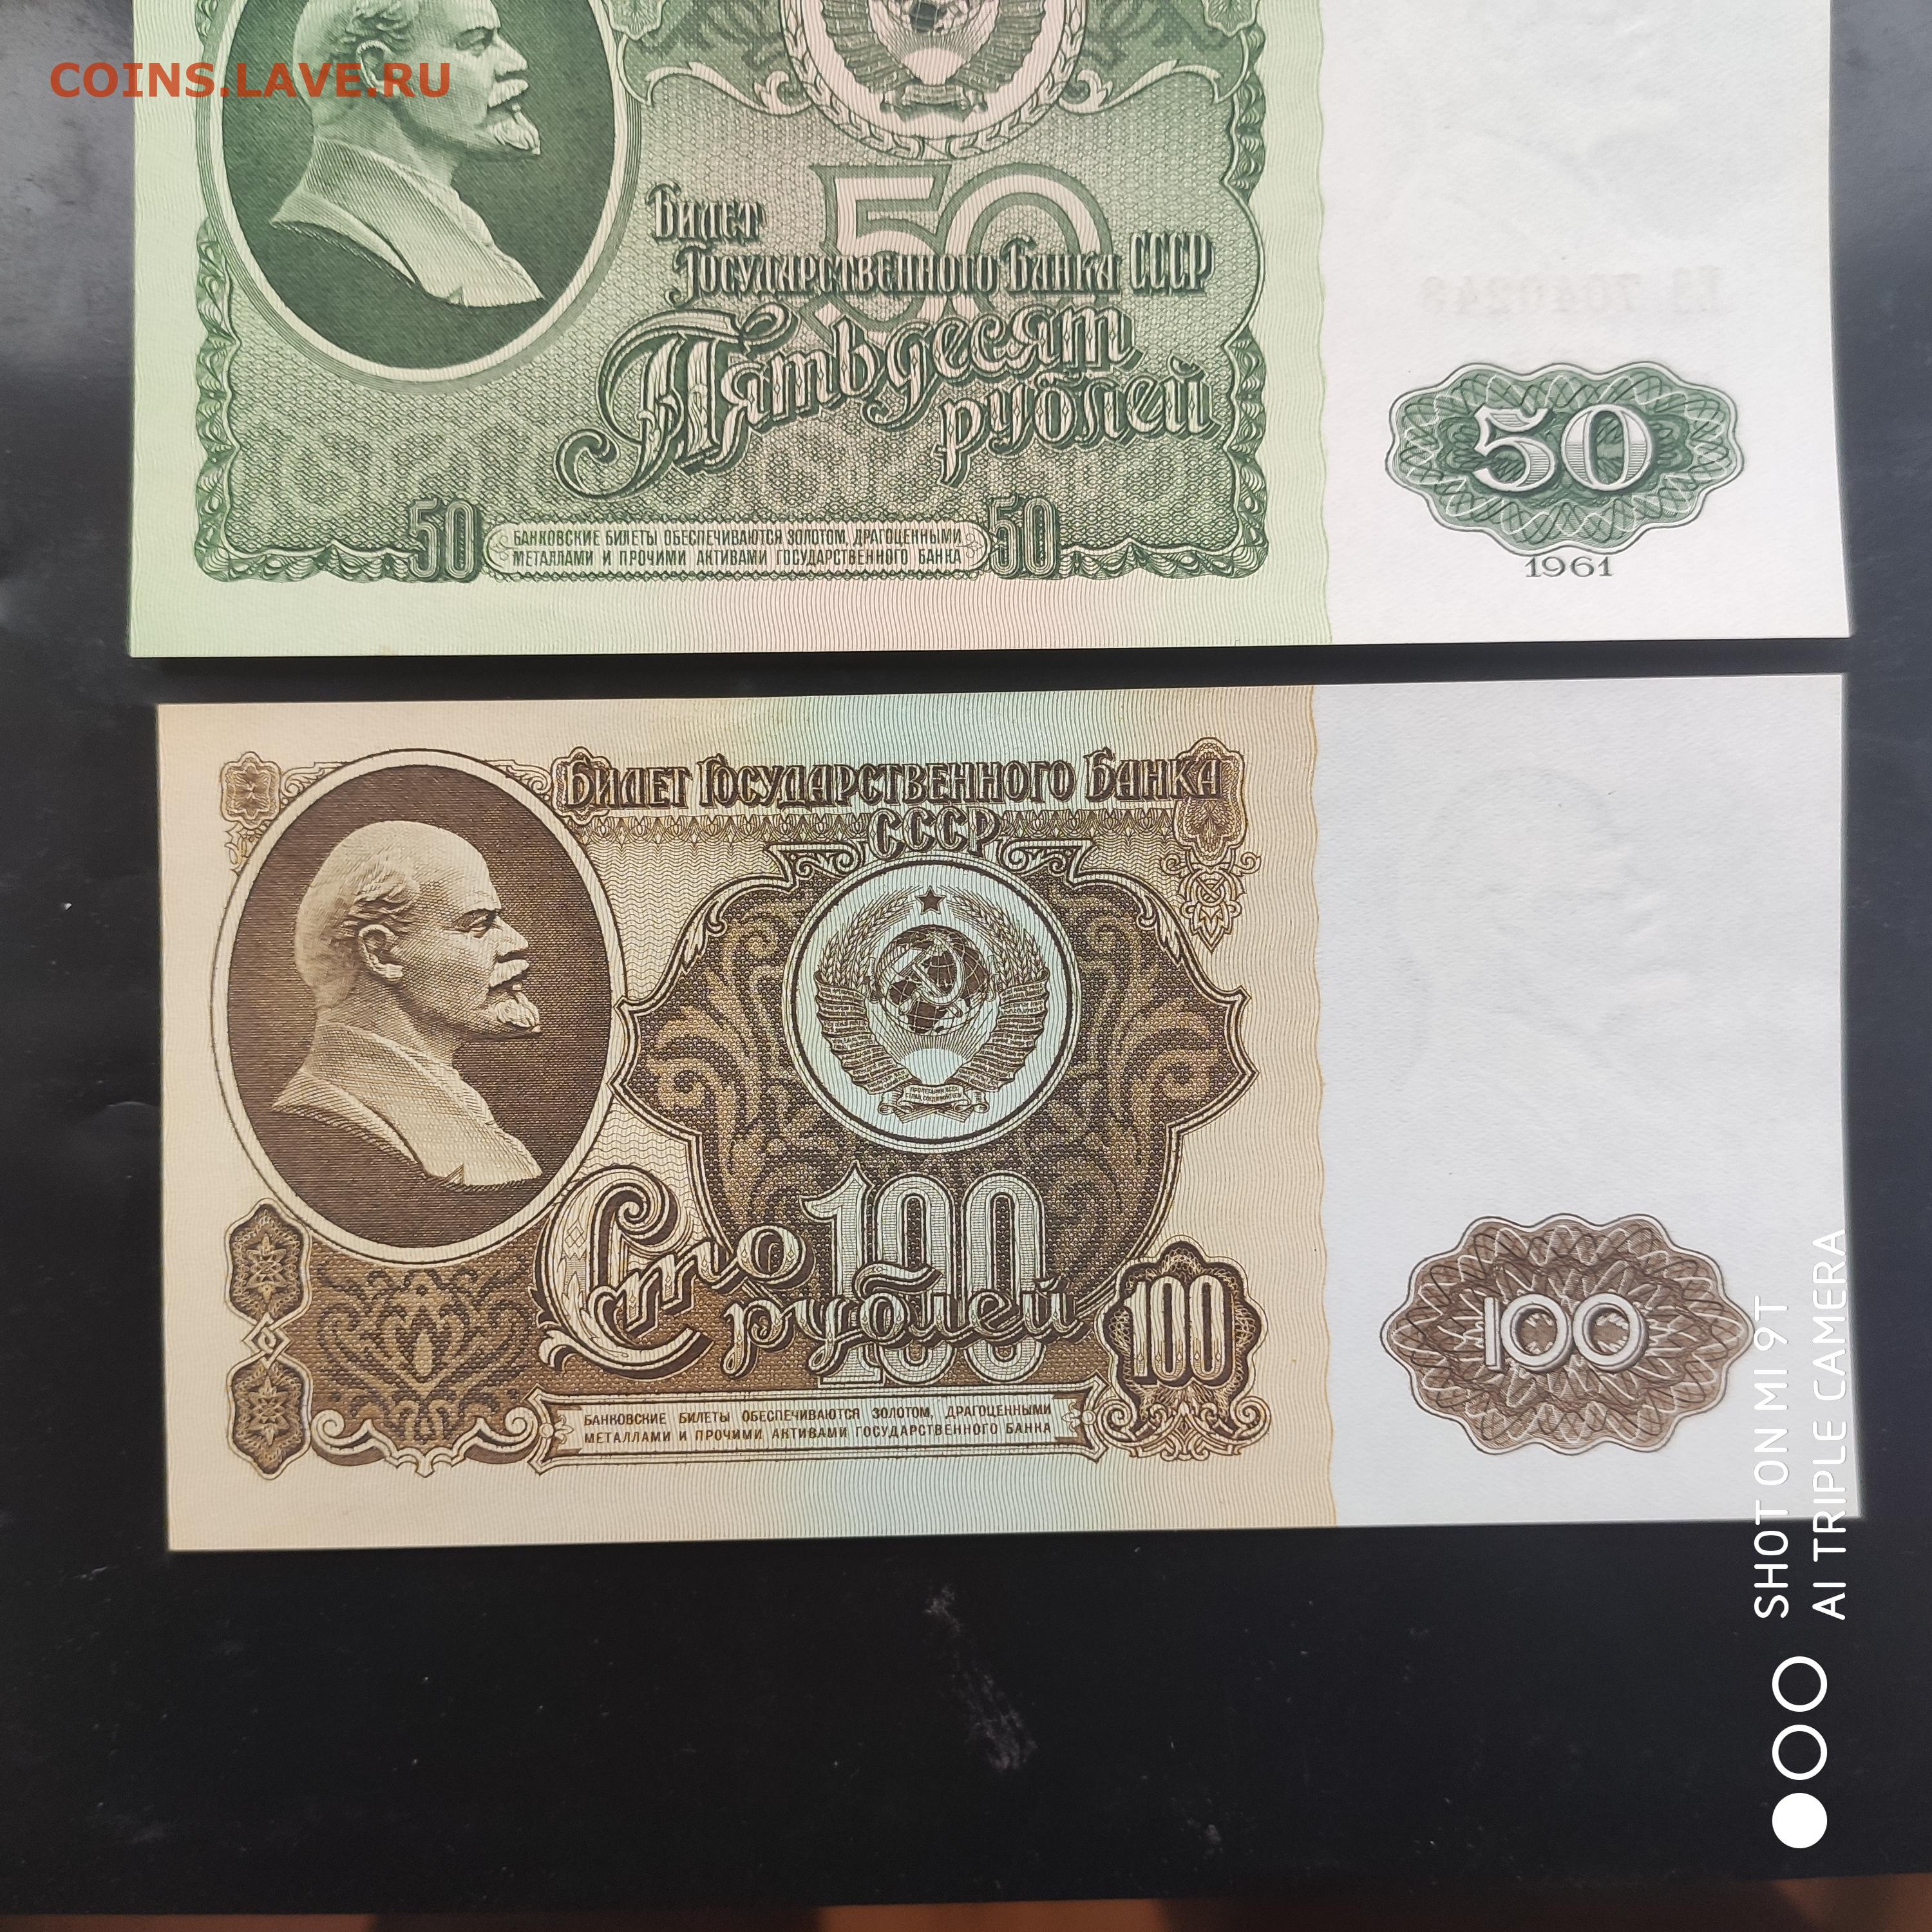 COINS.LAVE.RU
50
БИЛЕТ
ГОСУДАРСТВЕННОГО БАНКА СССР
Пятьдесят
рублей
50
50
БАНКОВСКИЕ БИЛЕТЫ ОБЕСПЕЧИВАЮТСЯ ЗОЛОТОМ, ДРАГОЦЕННЫМИ
МЕТАЛЛАМИ И ПРОЧИМИ АКТИВАМИ ГОСУДАРСТВЕННОГО БАНКА
50
1961
БИЛЕТ ГОСУДАРСТВЕННОГО БАНКА
СССР
100
Сто
рублей
100
100
БАНКОВСКИЕ БИЛЕТЫ ОБЕСПЕЧИВАЮТСЯ ЗОЛОТОМ, ДРАГОЦЕННЫМИ
МЕТАЛЛАМИ И ПРОЧИМИ АКТИВАМИ ГОСУДАРСТВЕННОГО БАНКА
100
SHOT ON MI 9T
AI TRIPLE CAMERA